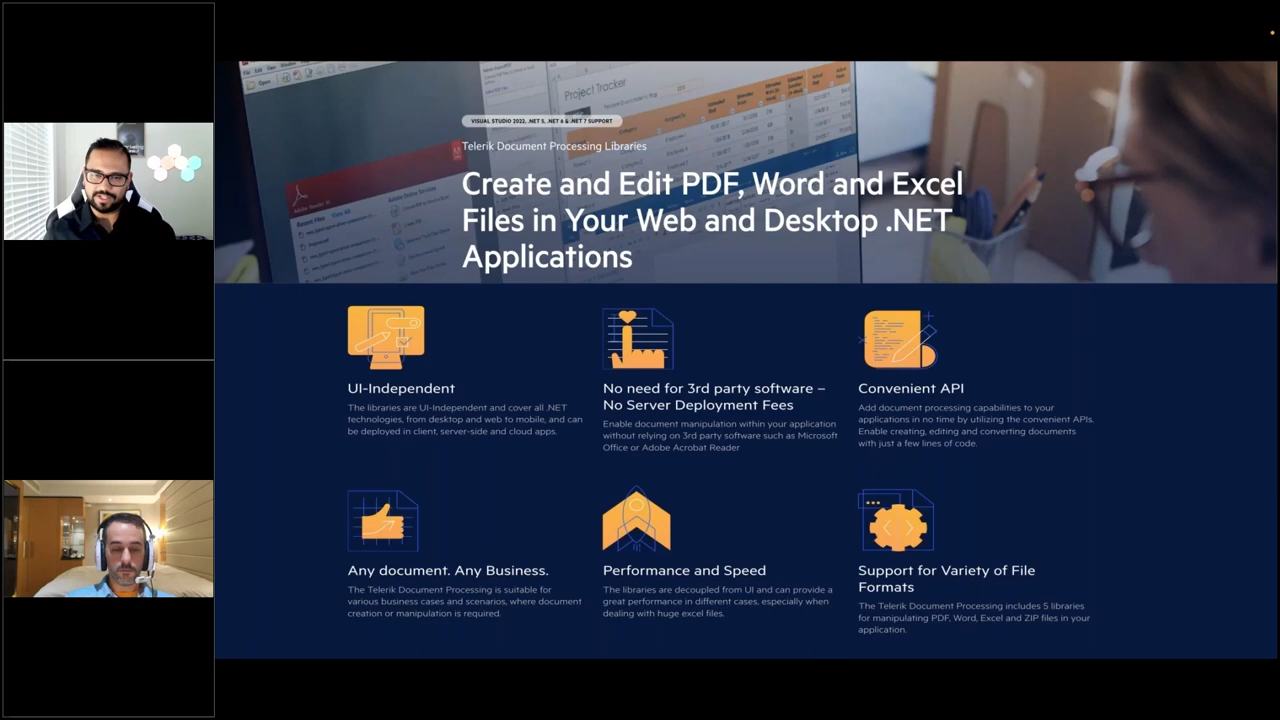 VISUAL STUDIO 2022, .NET 5, .NET 6 & .NET 7 SUPPORT
Telerik Document Processing Libraries
Create and Edit PDF, Word and Excel
Files in Your Web and Desktop .NET
Applications
Project Tracker
UI-Independent
The libraries are UI-Independent and cover all .NET
technologies, from desktop and web to mobile, and can
be deployed in client, server-side and cloud apps.
No need for 3rd party software –
No Server Deployment Fees
Enable document manipulation within your application
without relying on 3rd party software such as Microsoft
Office or Adobe Acrobat Reader
Convenient API
Add document processing capabilities to your
applications in no time by utilizing the convenient APIs.
Enable creating, editing and converting documents
with just a few lines of code.
Any document. Any Business.
The Telerik Document Processing is suitable for
various business cases and scenarios, where document
creation or manipulation is required.
Performance and Speed
The libraries are decoupled from UI and can provide a
great performance in different cases, especially when
dealing with huge excel files.
Support for Variety of File
Formats
The Telerik Document Processing includes 5 libraries
for manipulating PDF, Word, Excel and ZIP files in your
application.